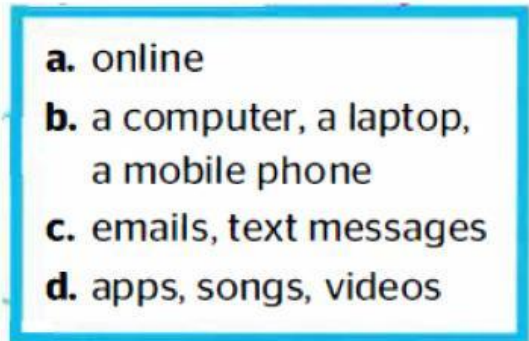 a. online
b. a computer, a laptop,
a mobile phone
c. emails, text messages
d. apps, songs, videos